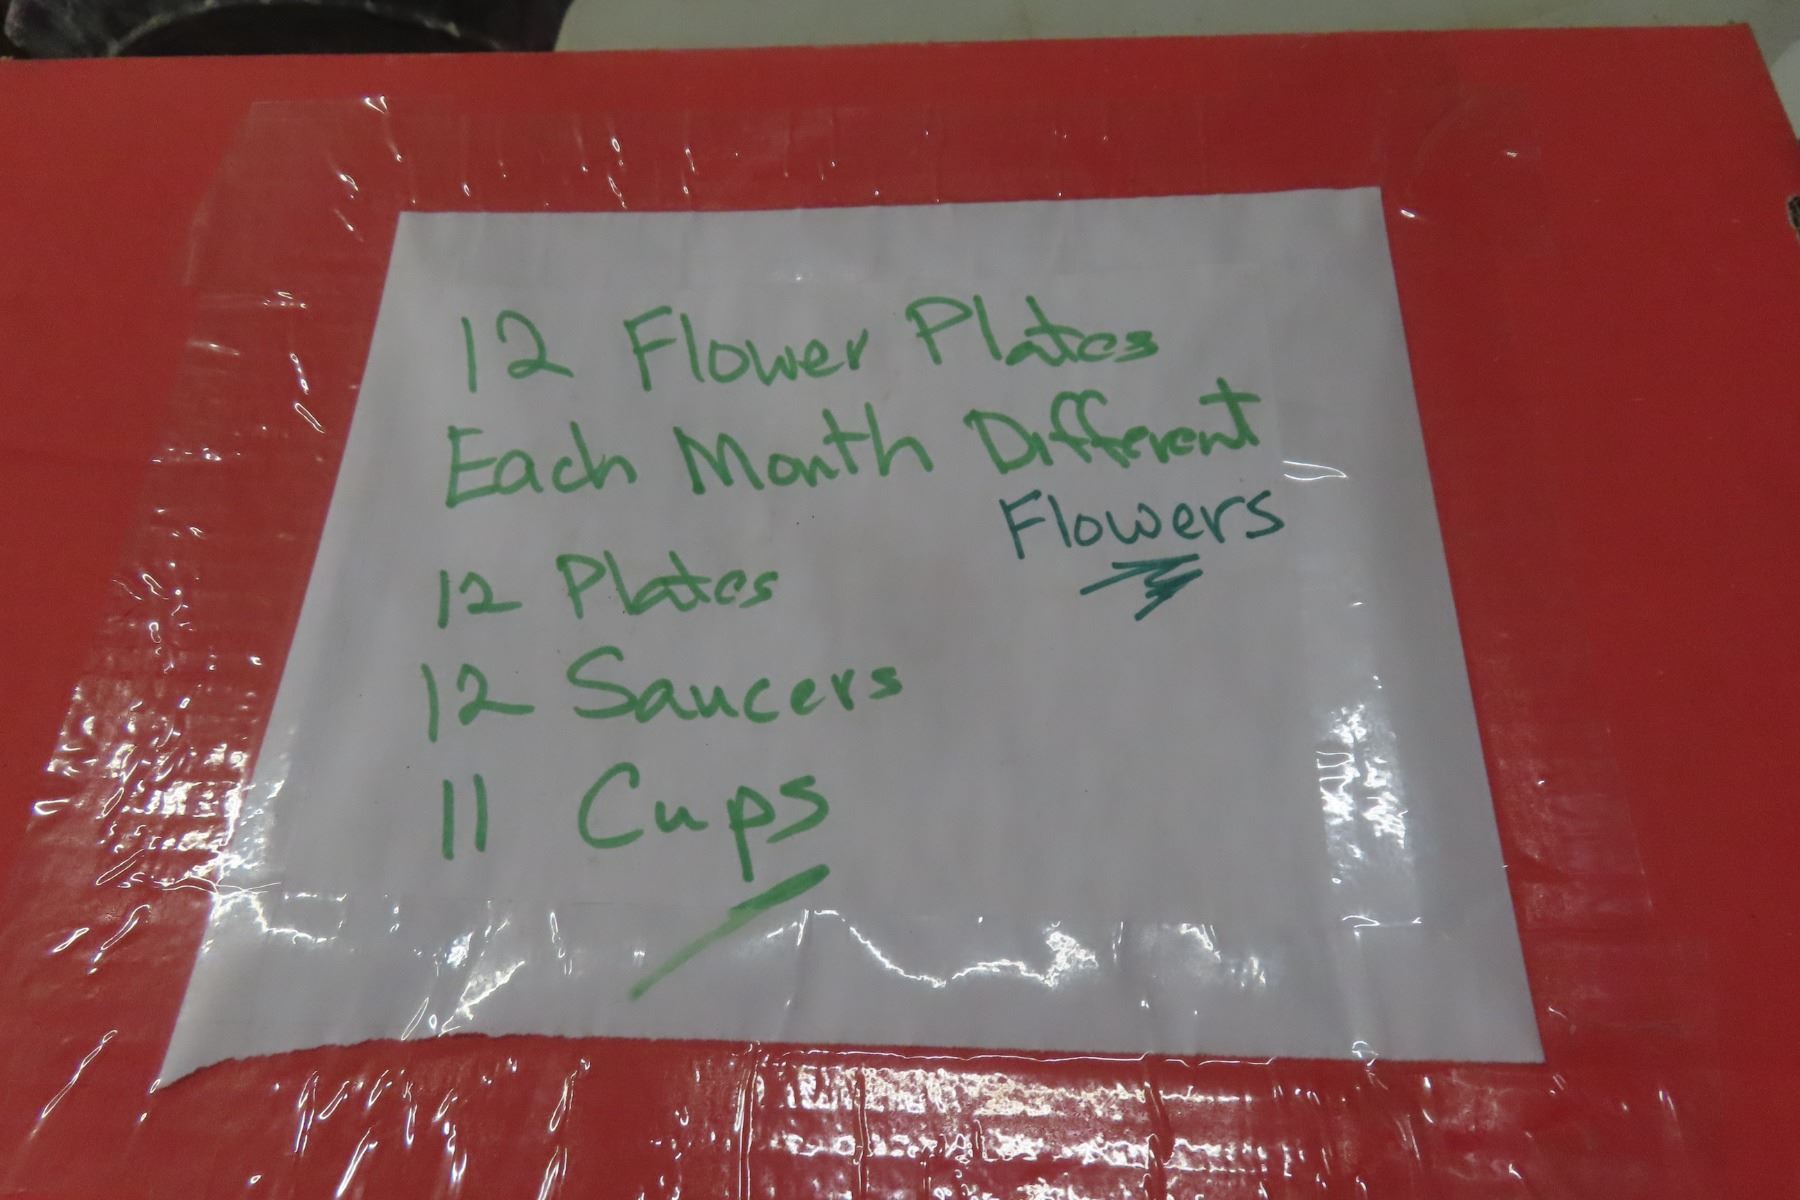 12 Flower Plates
Each Month Different
Flowers
12 Plates
12 Saucers
11 Cups